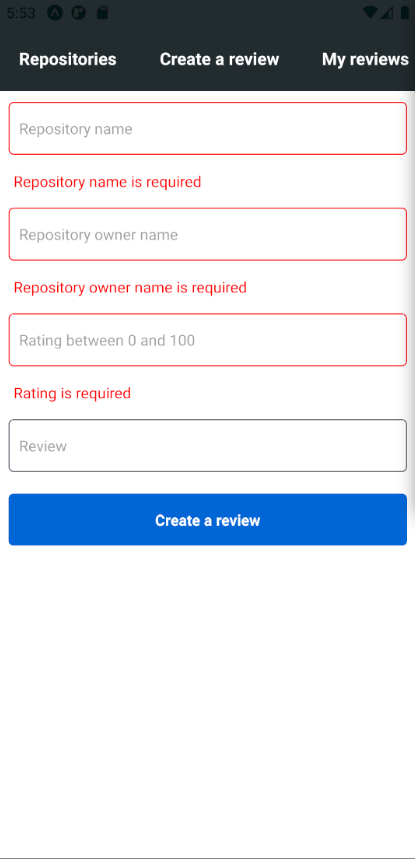 5:53
Repositories Create a review My reviews
Repository name
Repository name is required
Repository owner name
Repository owner name is required
Rating between 0 and 100
Rating is required
Review
Create a review